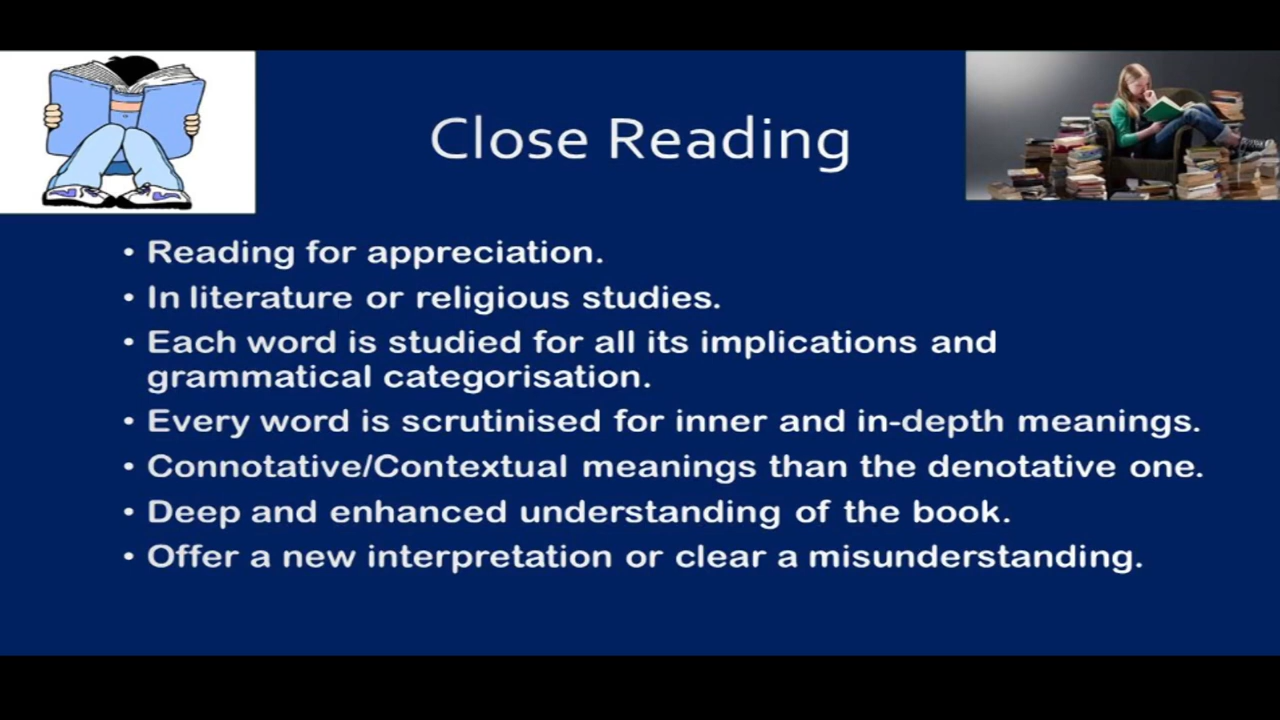 Close Reading
• Reading for appreciation.
• In literature or religious studies.
• Each word is studied for all its implications and
grammatical categorisation.
• Every word is scrutinised for inner and in-depth meanings.
• Connotative/Contextual meanings than the denotative one.
• Deep and enhanced understanding of the book.
• Offer a new interpretation or clear a misunderstanding.